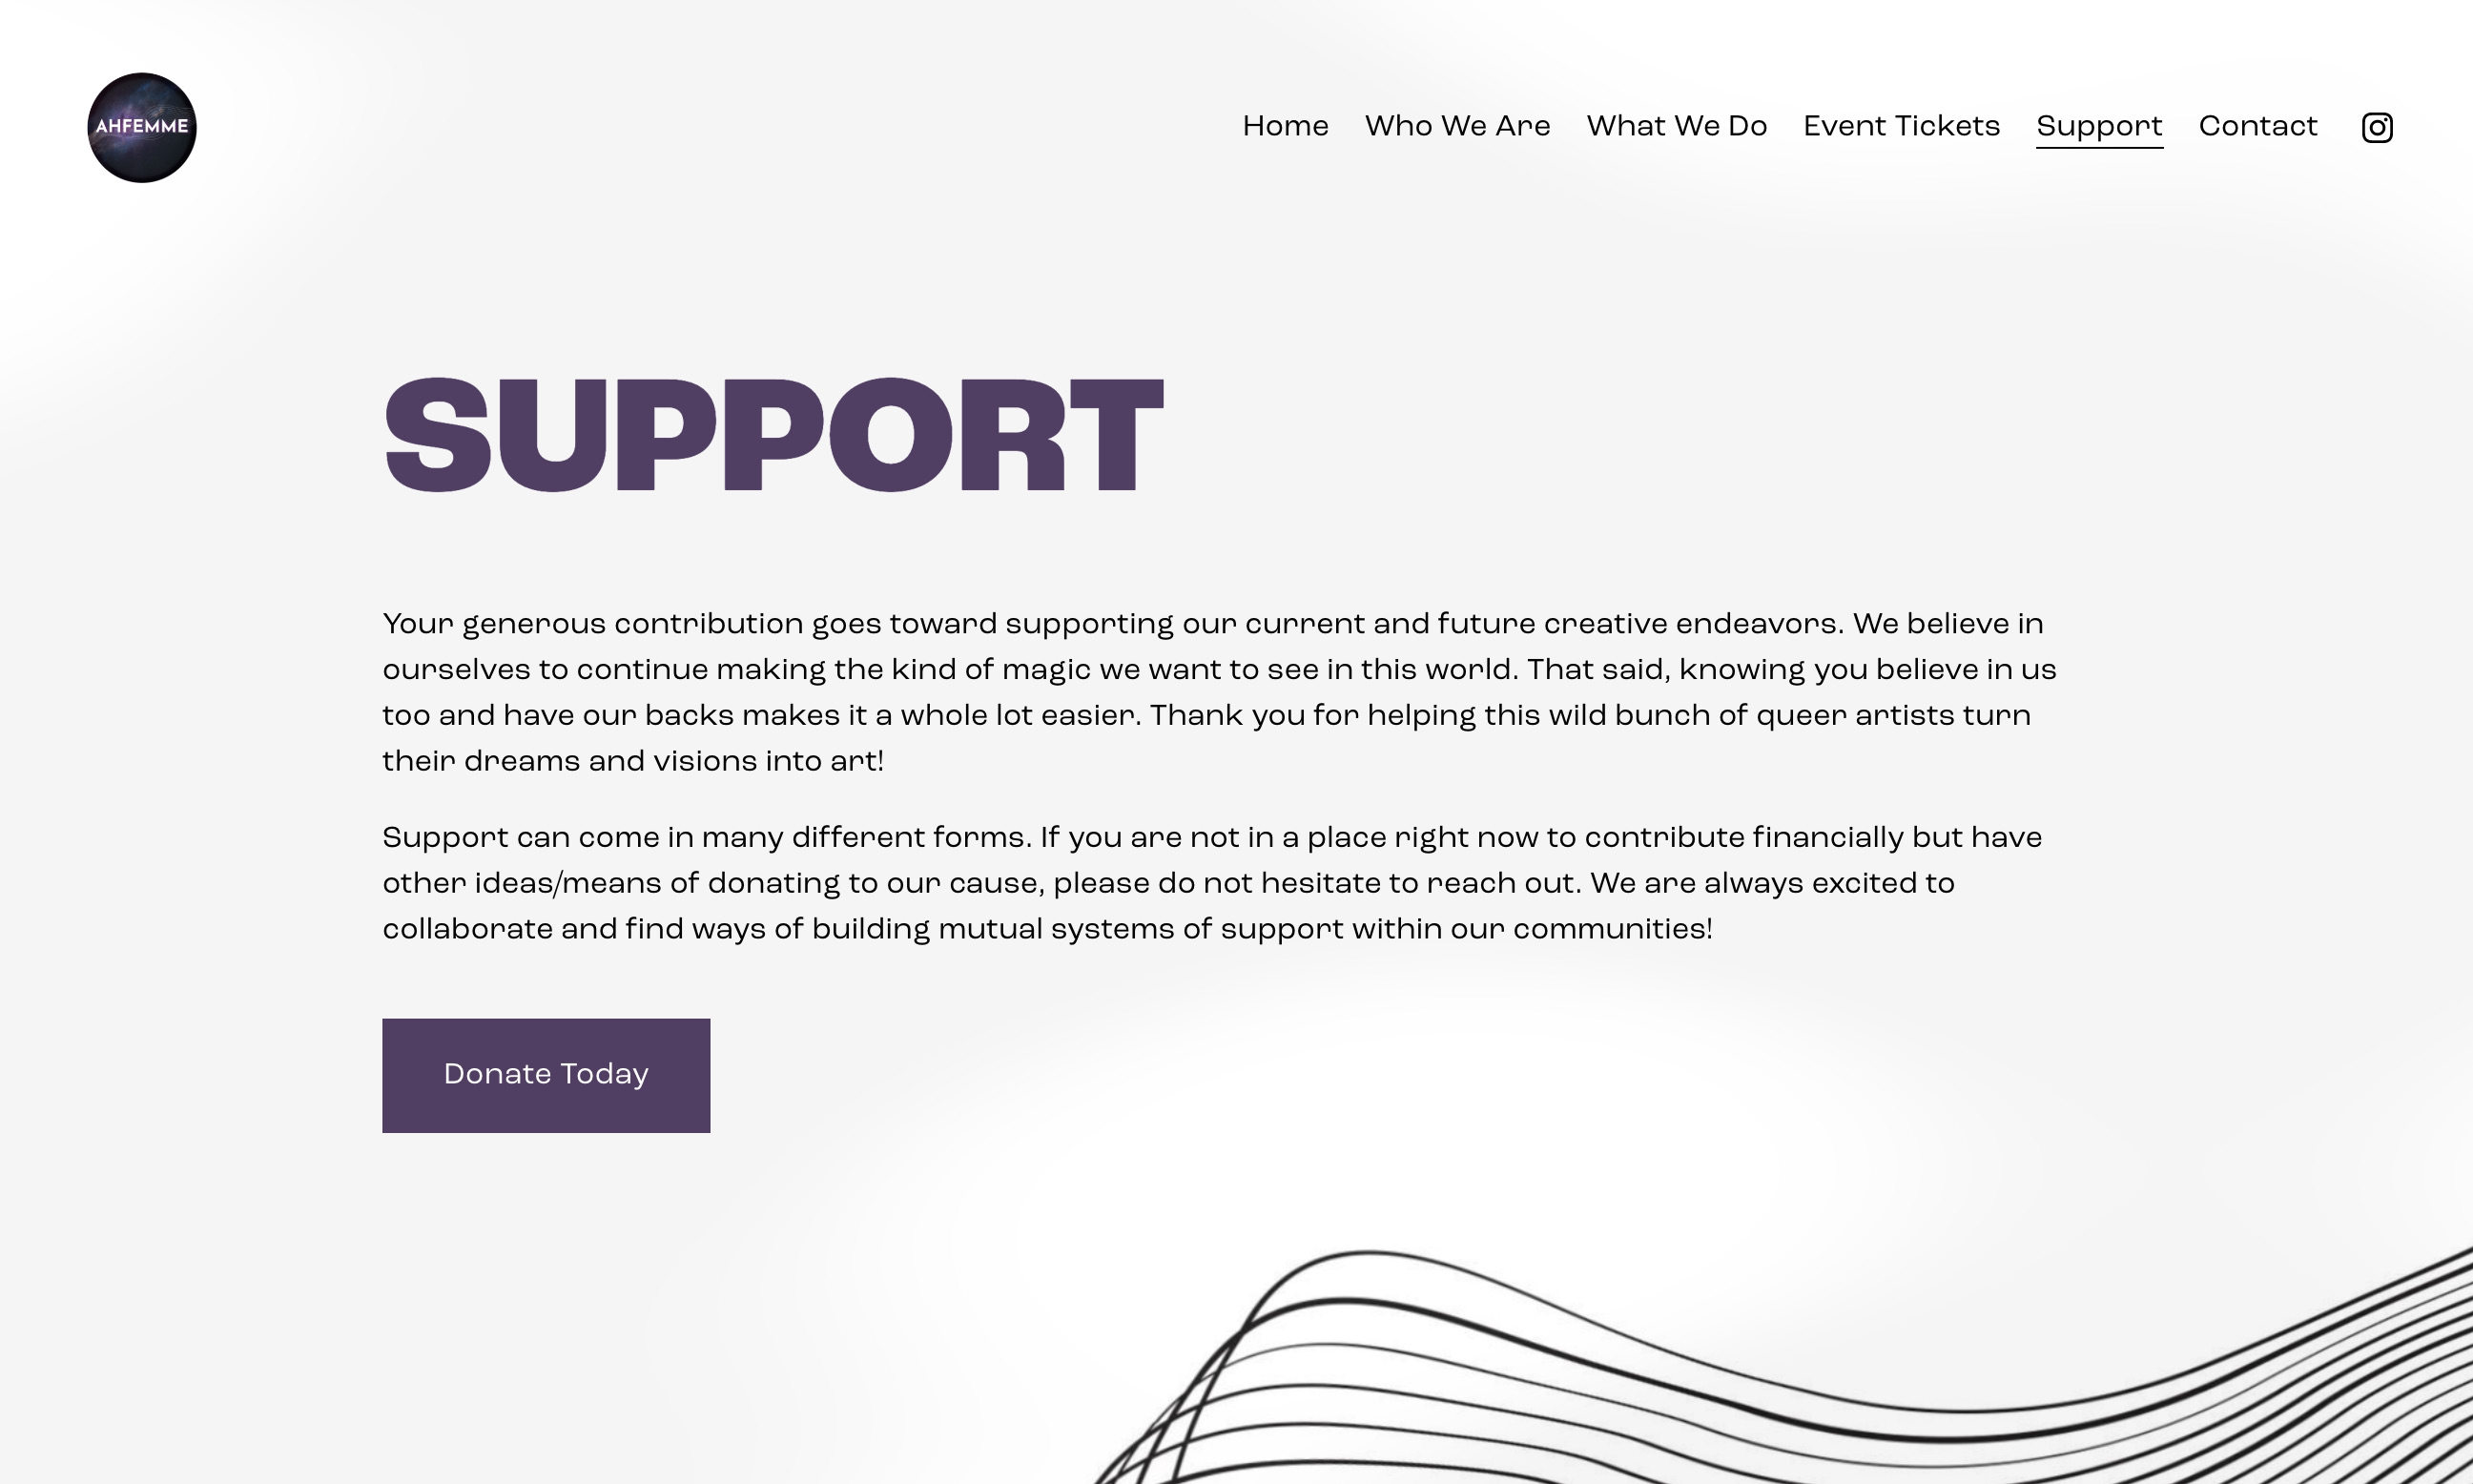 AHFEMME
Home Who We Are What We Do Event Tickets Support Contact
SUPPORT
Your generous contribution goes toward supporting our current and future creative endeavors. We believe in
ourselves to continue making the kind of magic we want to see in this world. That said, knowing you believe in us
too and have our backs makes it a whole lot easier. Thank you for helping this wild bunch of queer artists turn
their dreams and visions into art!
Support can come in many different forms. If you are not in a place right now to contribute financially but have
other ideas/means of donating to our cause, please do not hesitate to reach out. We are always excited to
collaborate and find ways of building mutual systems of support within our communities!
Donate Today